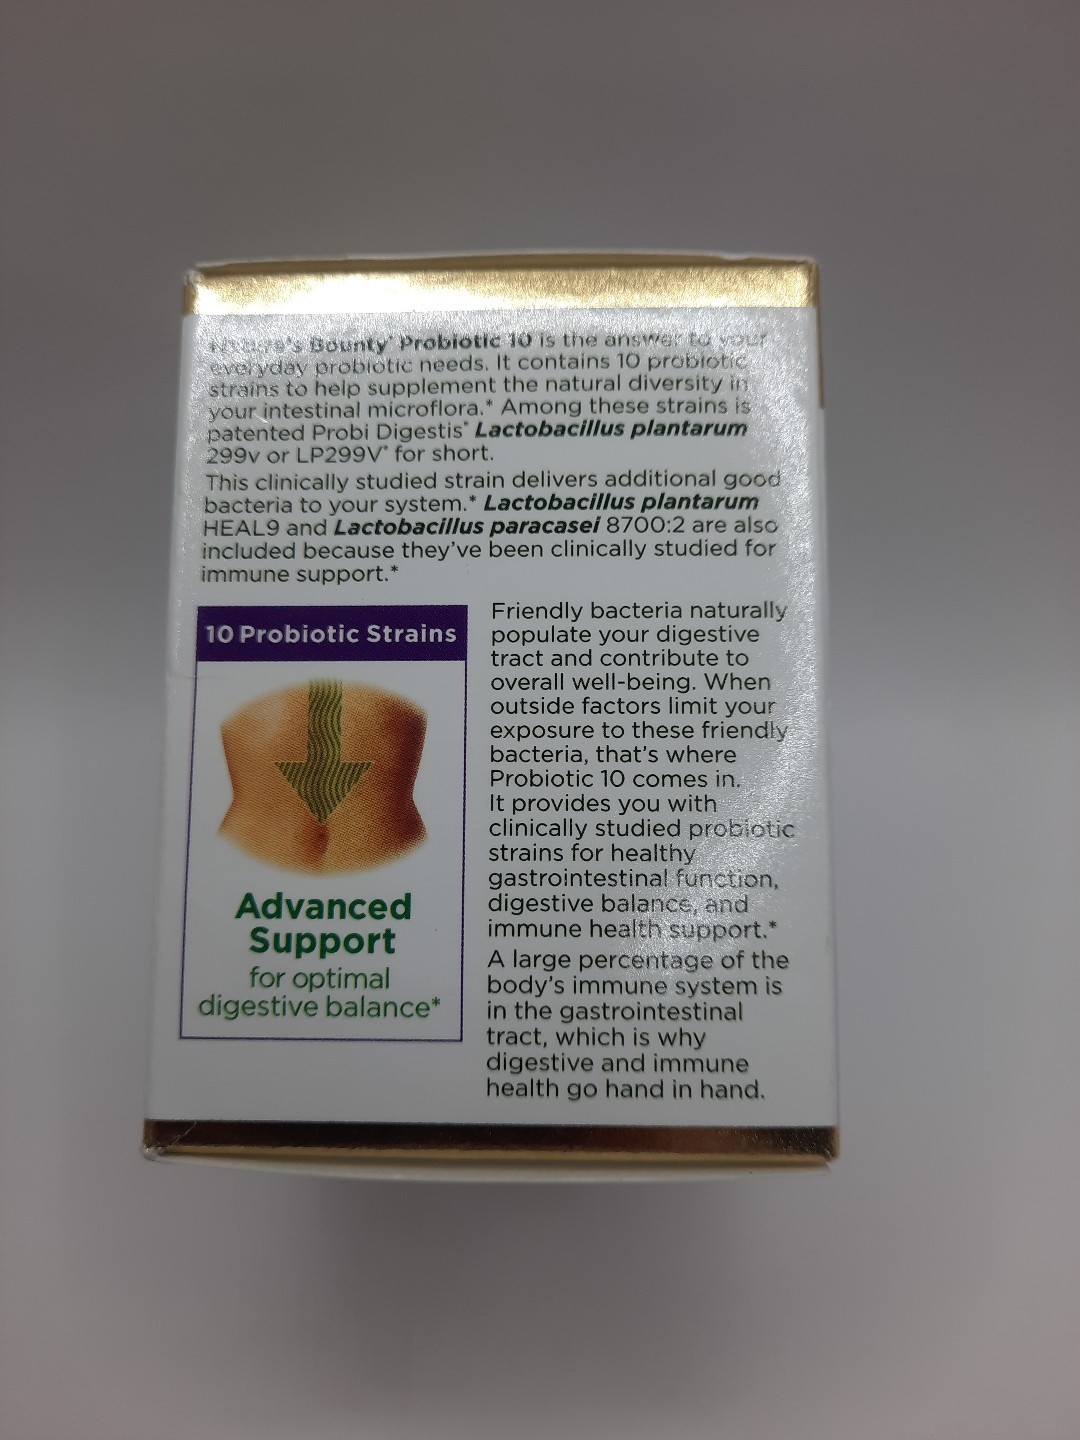 Nature's Bounty® Probiotic 10 is the answer to your
everyday probiotic needs. It contains 10 probiotic
strains to help supplement the natural diversity in
your intestinal microflora.* Among these strains is
patented Probi Digestis® Lactobacillus plantarum
299v or LP299V® for short.
This clinically studied strain delivers additional good
bacteria to your system.* Lactobacillus plantarum
HEAL9 and Lactobacillus paracasei 8700:2 are also
included because they've been clinically studied for
immune support.*
10 Probiotic Strains
Advanced
Support
for optimal
digestive balance*
Friendly bacteria naturally
populate your digestive
tract and contribute to
overall well-being. When
outside factors limit your
exposure to these friendly
bacteria, that's where
Probiotic 10 comes in.
It provides you with
clinically studied probiotic
strains for healthy
gastrointestinal function,
digestive balance, and
immune health support.*
A large percentage of the
body's immune system is
in the gastrointestinal
tract, which is why
digestive and immune
health go hand in hand.